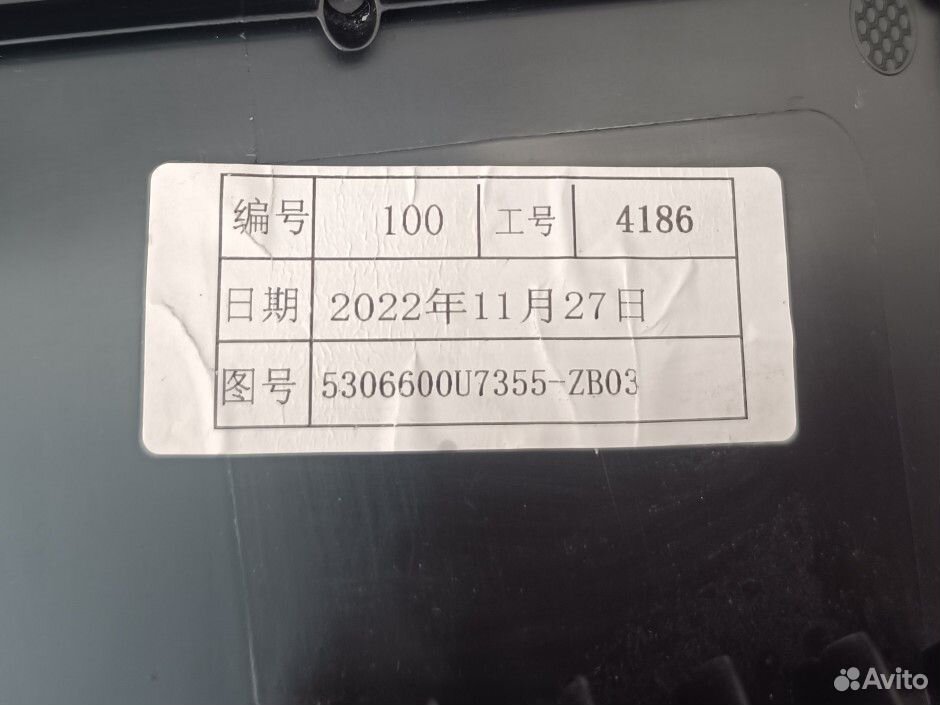 编号 100 工号 4186
日期 2022年11月27日
图号 5306600U7355-ZB03
Avito